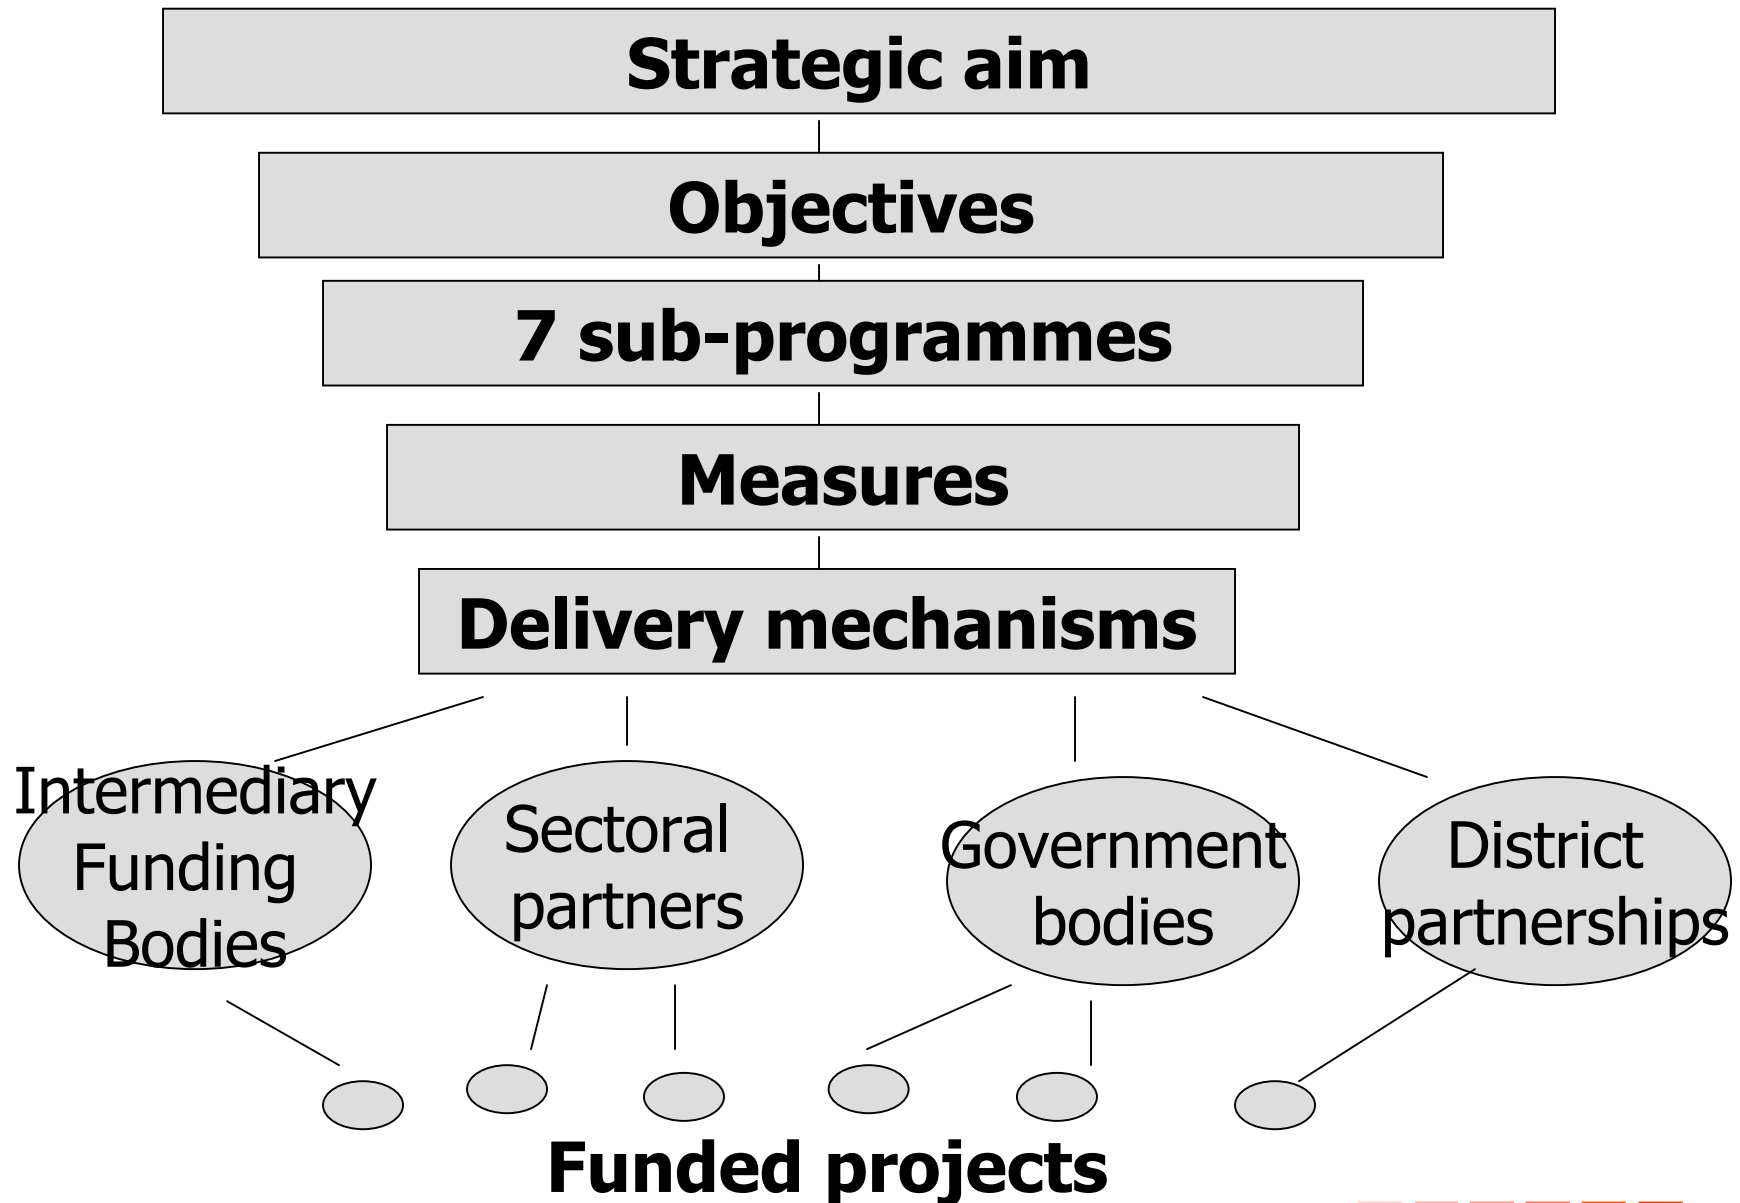 Strategic aim
Objectives
7 sub-programmes
Measures
Delivery mechanisms
Intermediary
Funding
Bodies
Sectoral
partners
Government
bodies
District
partnerships
Funded projects